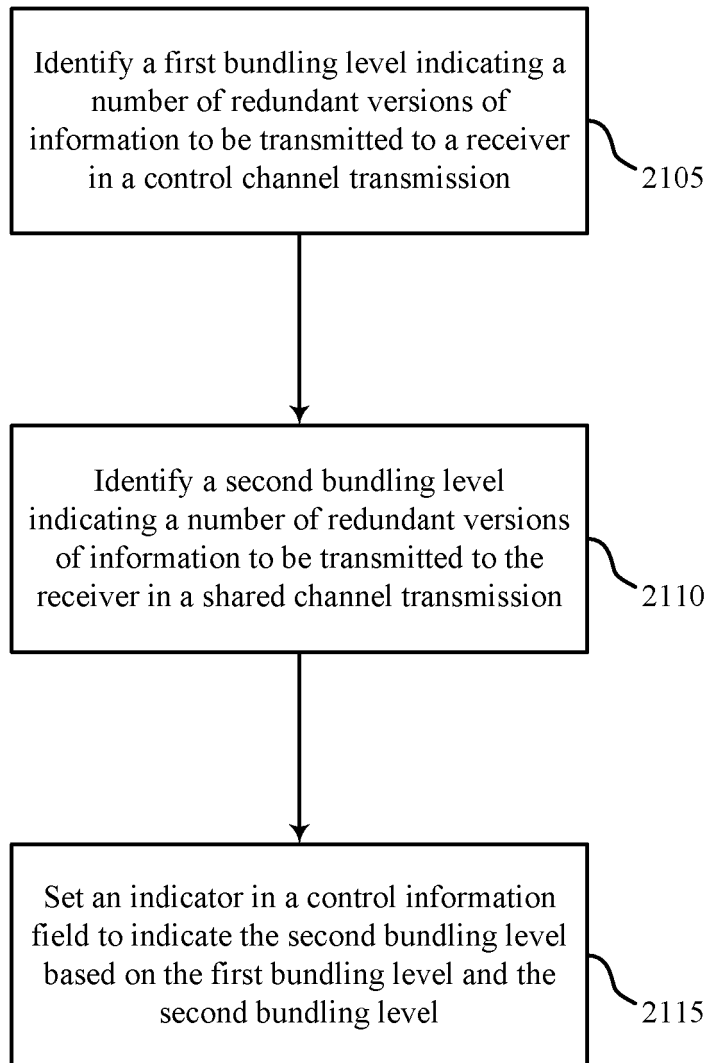 Identify a first bundling level indicating a
number of redundant versions of
information to be transmitted to a receiver
in a control channel transmission
2105
Identify a second bundling level
indicating a number of redundant versions
of information to be transmitted to the
receiver in a shared channel transmission
2110
Set an indicator in a control information
field to indicate the second bundling level
based on the first bundling level and the
second bundling level
2115